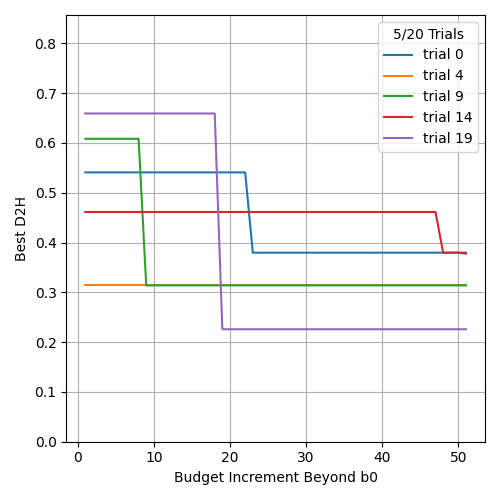 5/20 Trials
trial 0
trial 4
trial 9
trial 14
trial 19
Best D2H
0.8
0.7
0.6
0.5
0.4
0.3
0.2
0.1
0.0
0 10 20 30 40 50
Budget Increment Beyond b0